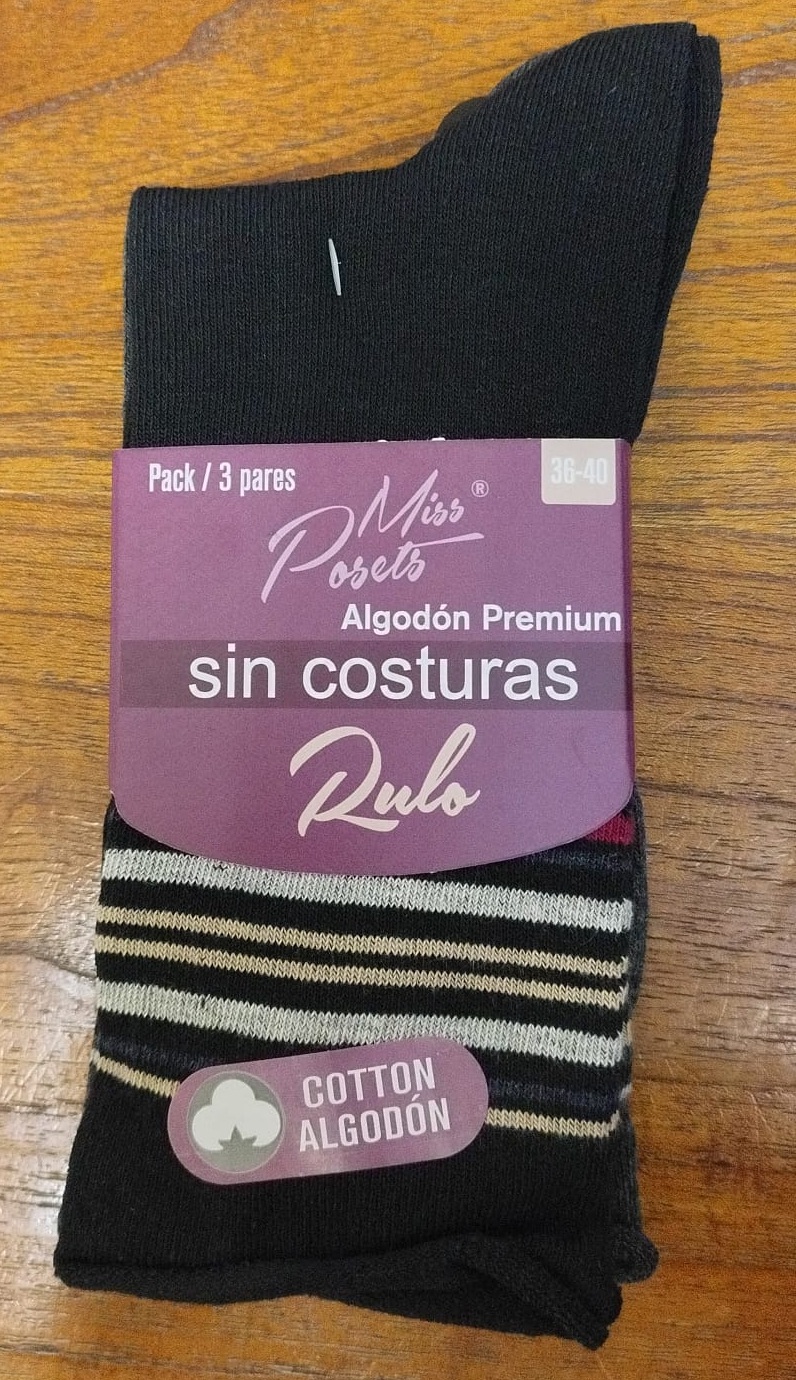 Pack / 3 pares
36-40
Miss ®
Posets
Algodón Premium
sin costuras
Rulo
COTTON
ALGODÓN